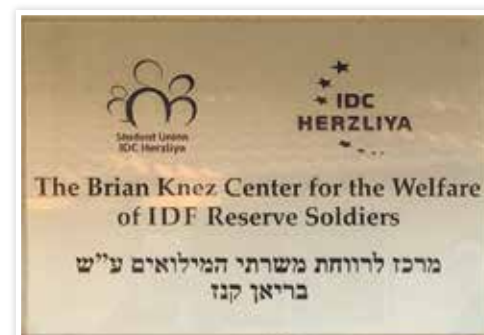 Student Union
IDC Herzliya
IDC
HERZLIYA
The Brian Knez Center for the Welfare
of IDF Reserve Soldiers
מרכז לרווחת משרתי המילואים ע"ש
בריאן קנז